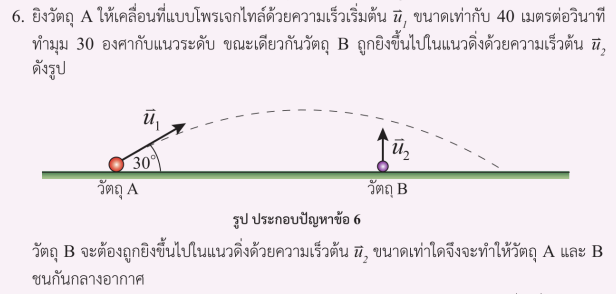 6. ยิงวัตถุ A ให้เคลื่อนที่แบบโพรเจกไทล์ด้วยความเร็วเริ่มต้น u⃗₁ ขนาดเท่ากับ 40 เมตรต่อวินาที
ทำมุม 30 องศากับแนวระดับ ขณะเดียวกันวัตถุ B ถูกยิงขึ้นไปในแนวดิ่งด้วยความเร็วต้น u⃗₂
ดังรูป
u⃗₁
u⃗₂
30°
วัตถุ A วัตถุ B
รูป ประกอบปัญหาข้อ 6
วัตถุ B จะต้องถูกยิงขึ้นไปในแนวดิ่งด้วยความเร็วต้น u⃗₂ ขนาดเท่าใดจึงจะทำให้วัตถุ A และ B
ชนกันกลางอากาศ